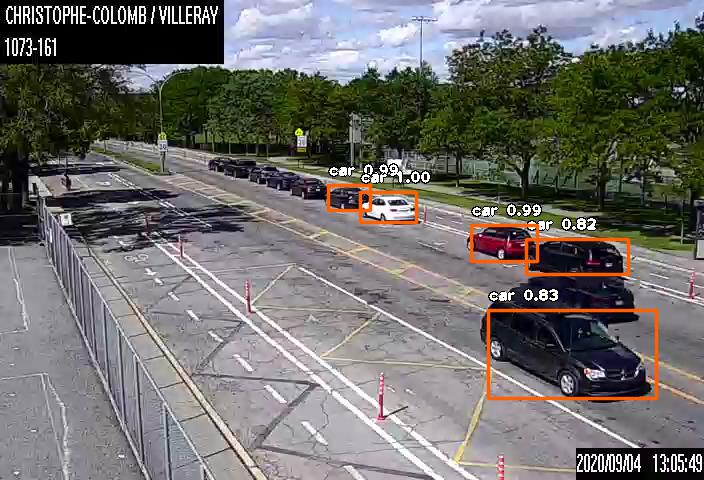 CHRISTOPHE-COLOMB / VILLERAY
1073-161
car 0.99
car 1.00
car 0.99
car 0.82
car 0.83
2020/09/04 13:05:49